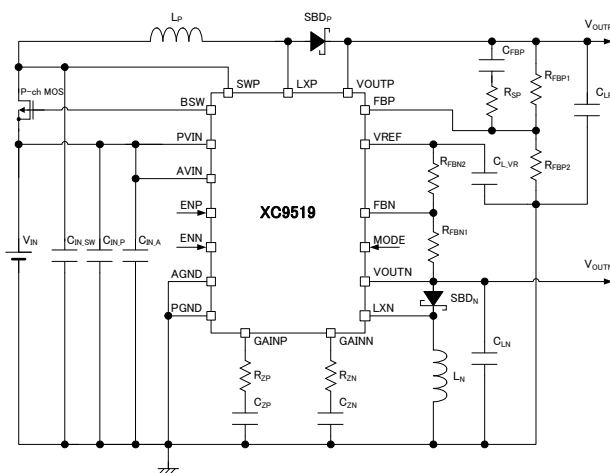 LP
SBDP
VOUTP
CFBP
RSP
RFBP1
CLP
P-ch MOS
SWP
LXP
VOUTP
BSW
FBP
PVIN
VREF
RFBP2
RFBN2
CL_VR
AVIN
XC9519
ENP
FBN
VIN
CIN_SW
CIN_P
CIN_A
ENN
MODE
RFBN1
AGND
VOUTN
VOUTN
SBDN
PGND
LXN
GAINP
GAINN
CLN
RZP
RZN
LN
CZP
CZN